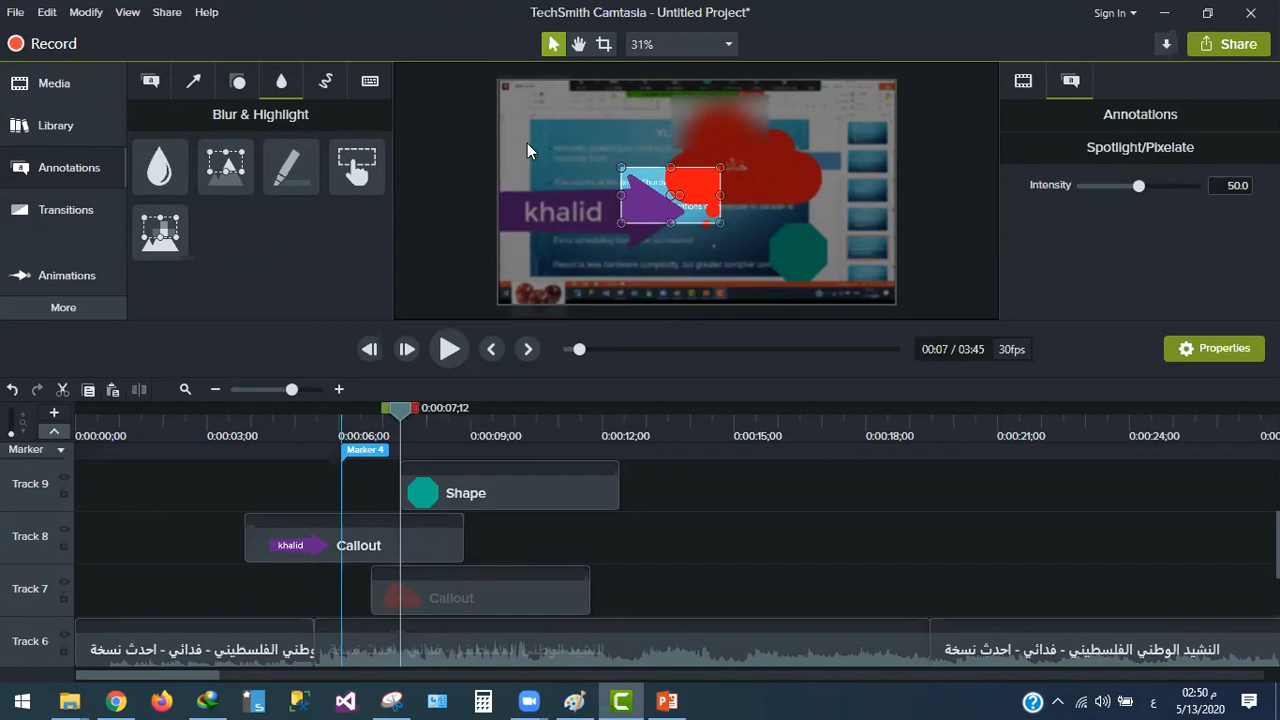 File Edit Modify View Share Help
TechSmith Camtasia - Untitled Project*
Sign In
Record
31%
Share
Media
Library
Annotations
Transitions
Animations
More
Blur & Highlight
khalid
Annotations
Spotlight/Pixelate
Intensity
50.0
00:07 / 03:45
30fps
Properties
0:00:07;12
0:00:00;00
0:00:03;00
0:00:06;00
0:00:09;00
0:00:12;00
0:00:15;00
0:00:18;00
0:00:21;00
0:00:24;00
Marker
Marker 4
Track 9
Shape
Track 8
khalid
Callout
Track 7
Callout
Track 6
وطني الفلسطيني - فدائي - احدث نسخة
النشيد الوطني الفلسطيني - فدائي - احدث نسخة
النشيد الوطني الفلسطيني - فدائي - احدث نسخة
ع
02:50 م
5/13/2020